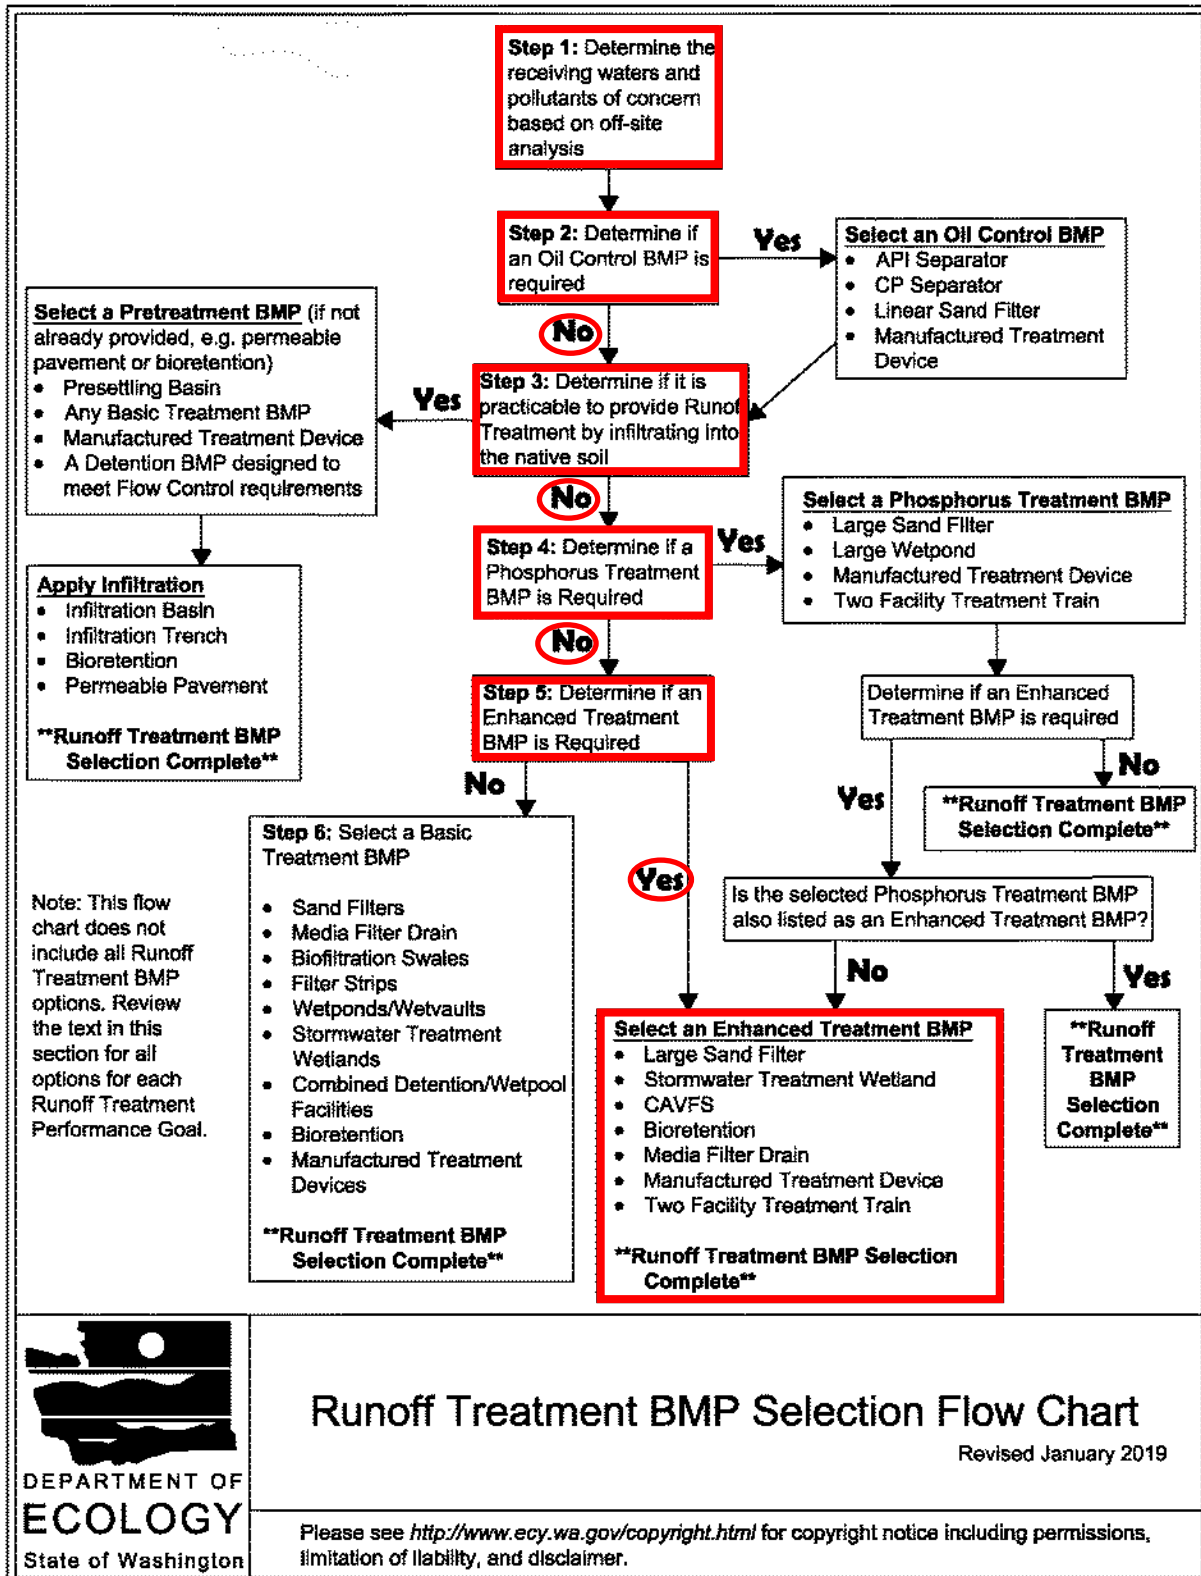 Step 1: Determine the
receiving waters and
pollutants of concern
based on off-site
analysis
Step 2: Determine if
an Oil Control BMP is
required
Yes
Select an Oil Control BMP
• API Separator
• CP Separator
• Linear Sand Filter
• Manufactured Treatment
Device
No
Select a Pretreatment BMP (if not
already provided, e.g. permeable
pavement or bioretention)
• Presettling Basin
• Any Basic Treatment BMP
• Manufactured Treatment Device
• A Detention BMP designed to
meet Flow Control requirements
Yes
Step 3: Determine if it is
practicable to provide Runof
Treatment by infiltrating into
the native soil
No
Apply Infiltration
• Infiltration Basin
• Infiltration Trench
• Bioretention
• Permeable Pavement
**Runoff Treatment BMP
Selection Complete**
Step 4: Determine if a
Phosphorus Treatment
BMP is Required
Yes
Select a Phosphorus Treatment BMP
• Large Sand Filter
• Large Wetpond
• Manufactured Treatment Device
• Two Facility Treatment Train
No
Step 5: Determine if an
Enhanced Treatment
BMP is Required
Determine if an Enhanced
Treatment BMP is required
No
**Runoff Treatment BMP
Selection Complete**
Yes
Is the selected Phosphorus Treatment BMP
also listed as an Enhanced Treatment BMP?
No
Yes
**Runoff
Treatment
BMP
Selection
Complete**
No
Yes
Step 6: Select a Basic
Treatment BMP
• Sand Filters
• Media Filter Drain
• Biofiltration Swales
• Filter Strips
• Wetponds/Wetvaults
• Stormwater Treatment
Wetlands
• Combined Detention/Wetpool
Facilities
• Bioretention
• Manufactured Treatment
Devices
**Runoff Treatment BMP
Selection Complete**
Select an Enhanced Treatment BMP
• Large Sand Filter
• Stormwater Treatment Wetland
• CAVFS
• Bioretention
• Media Filter Drain
• Manufactured Treatment Device
• Two Facility Treatment Train
**Runoff Treatment BMP Selection
Complete**
Note: This flow
chart does not
include all Runoff
Treatment BMP
options. Review
the text in this
section for all
options for each
Runoff Treatment
Performance Goal.
DEPARTMENT OF
ECOLOGY
State of Washington
Runoff Treatment BMP Selection Flow Chart
Revised January 2019
Please see http://www.ecy.wa.gov/copyright.html for copyright notice including permissions,
limitation of liability, and disclaimer.